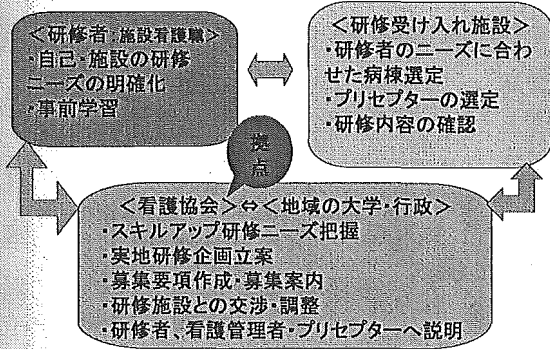 <研修者:施設看護職>
・自己・施設の研修
ニーズの明確化
・事前学習
<研修受け入れ施設>
・研修者のニーズに合わ
せた病棟選定
・プリセプターの選定
・研修内容の確認
拠
点
<看護協会>⇔<地域の大学・行政>
・スキルアップ研修ニーズ把握
・実地研修企画立案
・募集要項作成・募集案内
・研修施設との交渉・調整
・研修者、看護管理者・プリセプターへ説明